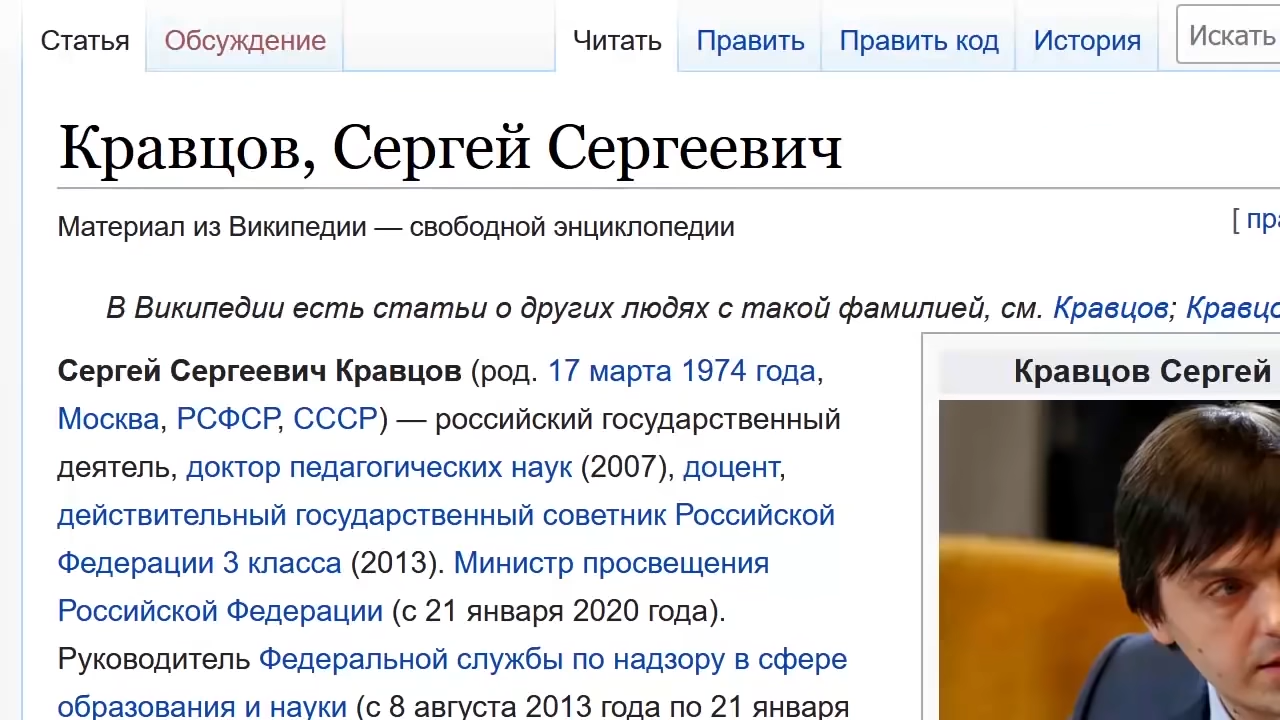 Статья Обсуждение Читать Править Править код История Искать
Кравцов, Сергей Сергеевич
Материал из Википедии — свободной энциклопедии
[
В Википедии есть статьи о других людях с такой фамилией, см. Кравцов;
Сергей Сергеевич Кравцов (род. 17 марта 1974 года,
Москва, РСФСР, СССР) — российский государственный
деятель, доктор педагогических наук (2007), доцент,
действительный государственный советник Российской
Федерации 3 класса (2013). Министр просвещения
Российской Федерации (с 21 января 2020 года).
Руководитель Федеральной службы по надзору в сфере
образования и науки (с 8 августа 2013 года по 21 января
Кравцов Сергей